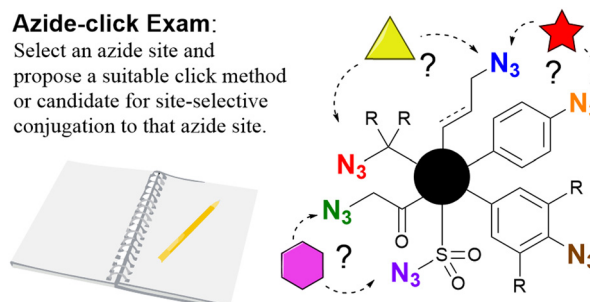 Azide-click Exam:
Select an azide site and
propose a suitable click method
or candidate for site-selective
conjugation to that azide site.
?
N3
?
N3
R
R
N3
N3
O
R
R
N3
?
N3
S
O
O